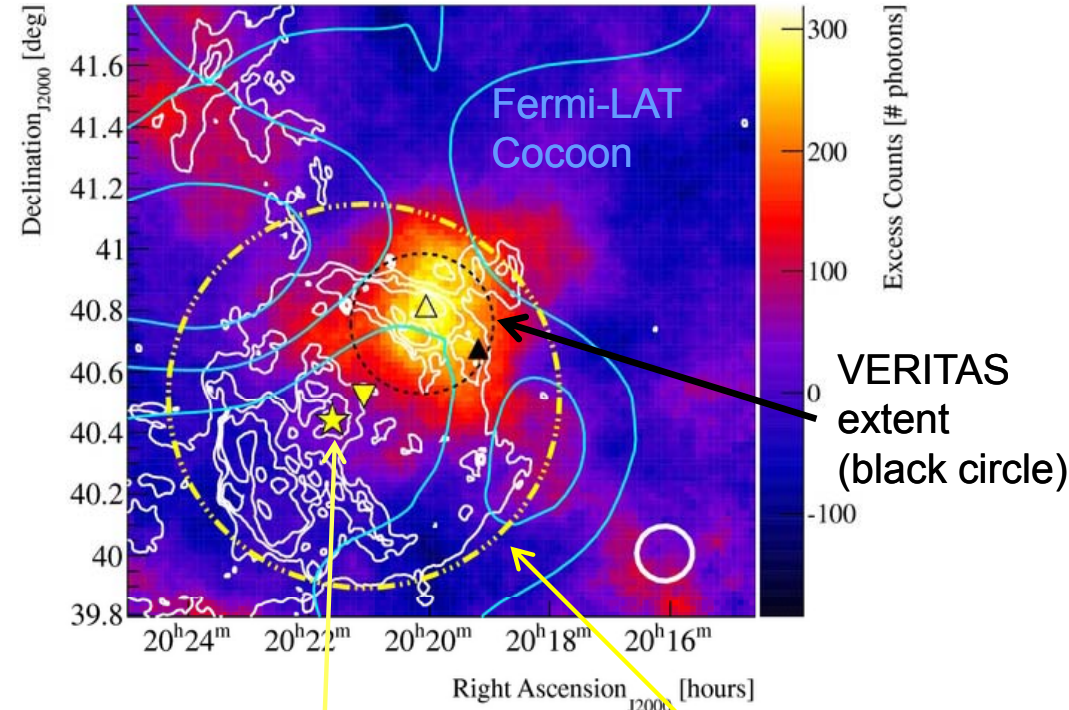 Declination J2000 [deg]
41.6
41.4
41.2
41
40.8
40.6
40.4
40.2
40
39.8
20h24m
20h22m
20h20m
20h18m
20h16m
Right Ascension J2000 [hours]
Fermi-LAT
Cocoon
300
200
100
0
-100
Excess Counts [# photons]
VERITAS
extent
(black circle)